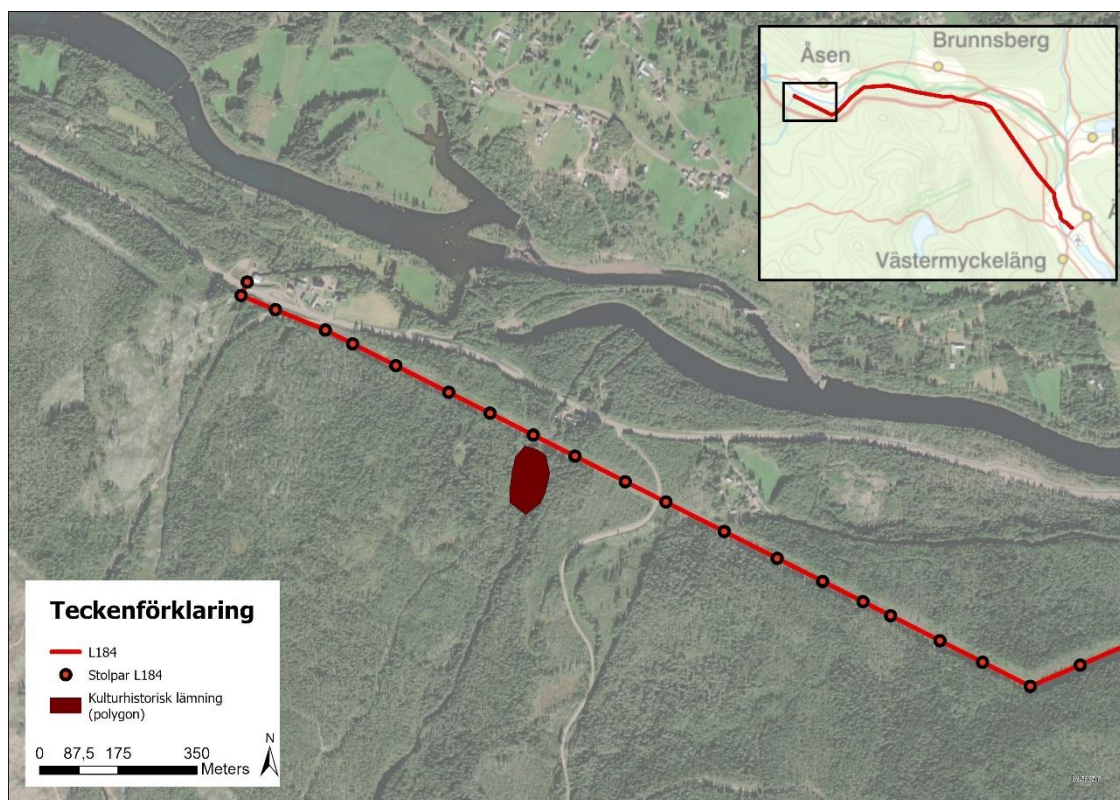 Åsen
Brunnsberg
Västermyckeläng
Teckenförklaring
L184
Stolpar L184
Kulturhistorisk lämning
(polygon)
0 87,5 175 350
Meters
N